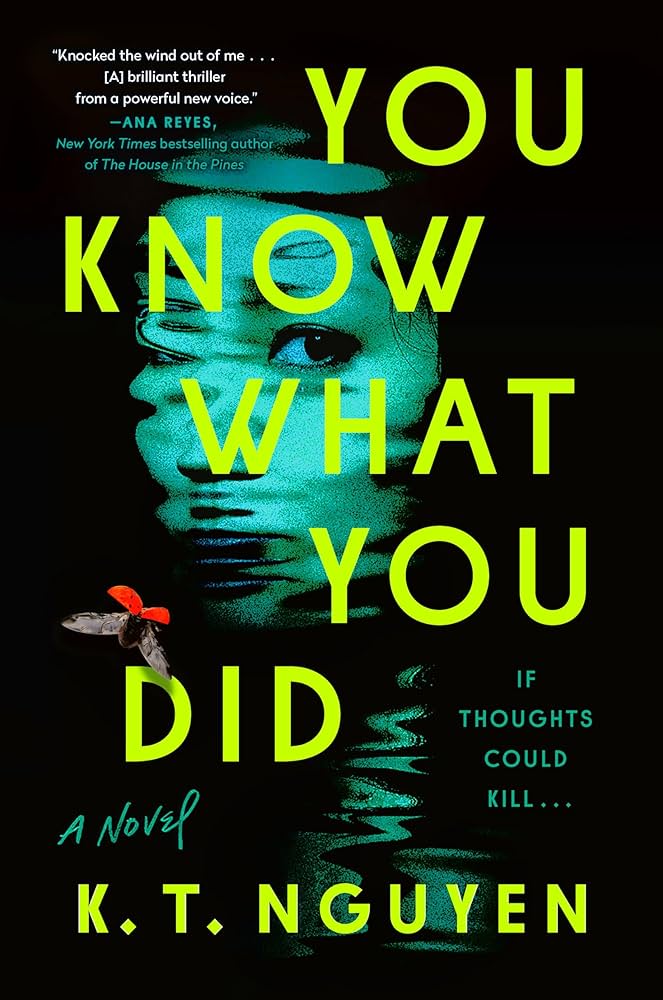 “Knocked the wind out of me . . .
[A] brilliant thriller
from a powerful new voice.”
—ANA REYES,
New York Times bestselling author
of The House in the Pines
YOU
KNOW
WHAT
YOU
DID
IF
THOUGHTS
COULD
KILL...
A NOVEL
K. T. NGUYEN